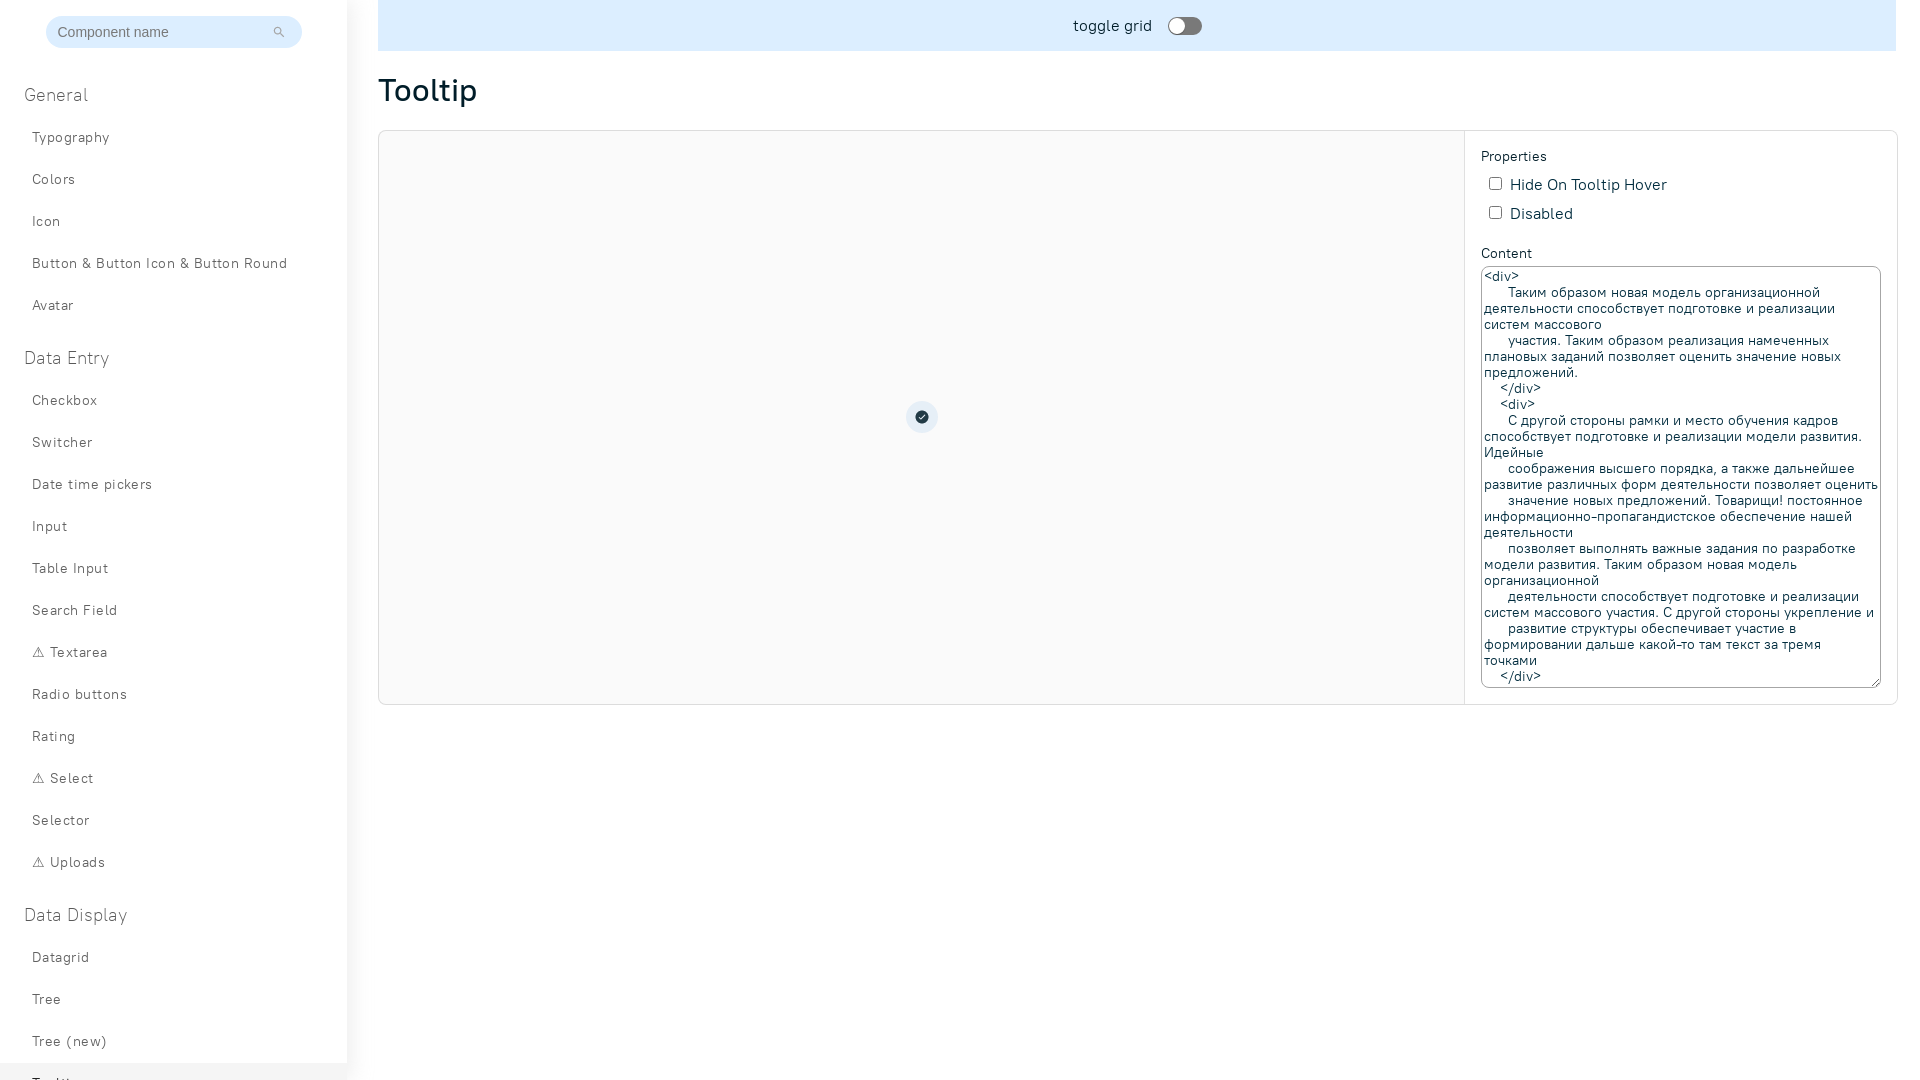 Component name
General
Typography
Colors
Icon
Button & Button Icon & Button Round
Avatar
Data Entry
Checkbox
Switcher
Date time pickers
Input
Table Input
Search Field
⚠ Textarea
Radio buttons
Rating
⚠ Select
Selector
⚠ Uploads
Data Display
Datagrid
Tree
Tree (new)
toggle grid
Tooltip
Properties
Hide On Tooltip Hover
Disabled
Content
<div>
Таким образом новая модель организационной
деятельности способствует подготовке и реализации
систем массового
участия. Таким образом реализация намеченных
плановых заданий позволяет оценить значение новых
предложений.
</div>
<div>
С другой стороны рамки и место обучения кадров
способствует подготовке и реализации модели развития.
Идейные
соображения высшего порядка, а также дальнейшее
развитие различных форм деятельности позволяет оценить
значение новых предложений. Товарищи! постоянное
информационно-пропагандистское обеспечение нашей
деятельности
позволяет выполнять важные задания по разработке
модели развития. Таким образом новая модель
организационной
деятельности способствует подготовке и реализации
систем массового участия. С другой стороны укрепление и
развитие структуры обеспечивает участие в
формировании дальше какой-то там текст за тремя
точками
</div>